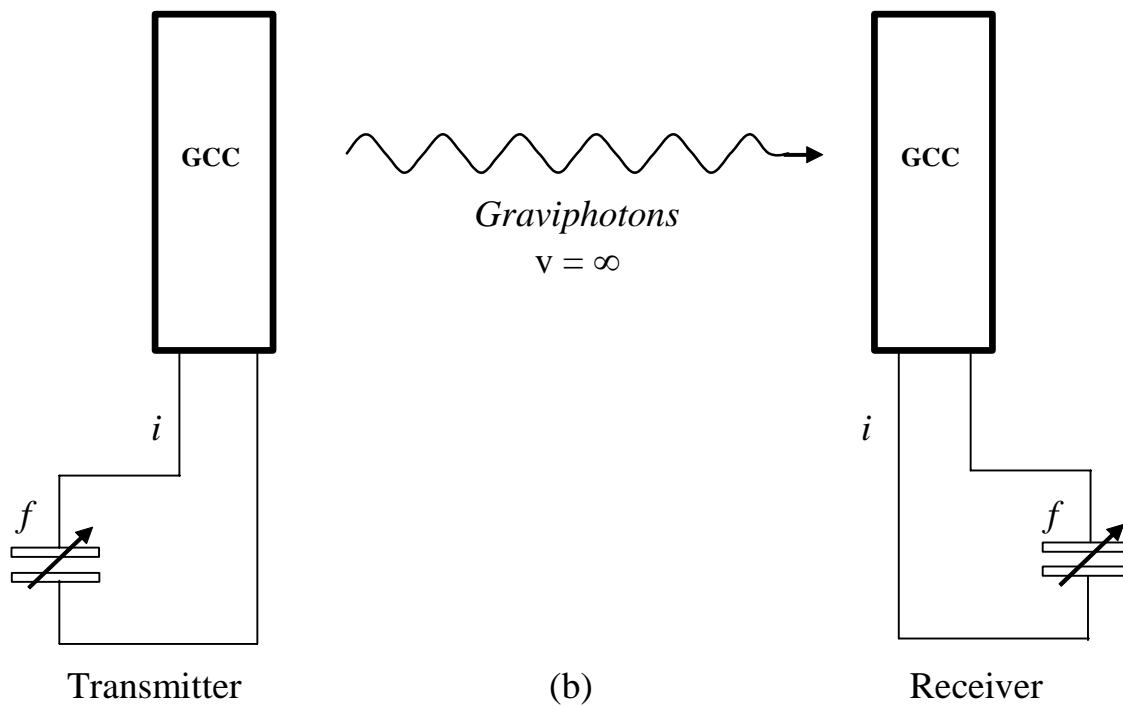 GCC
GCC
Graviphotons
v = ∞
i
i
f
f
Transmitter
(b)
Receiver